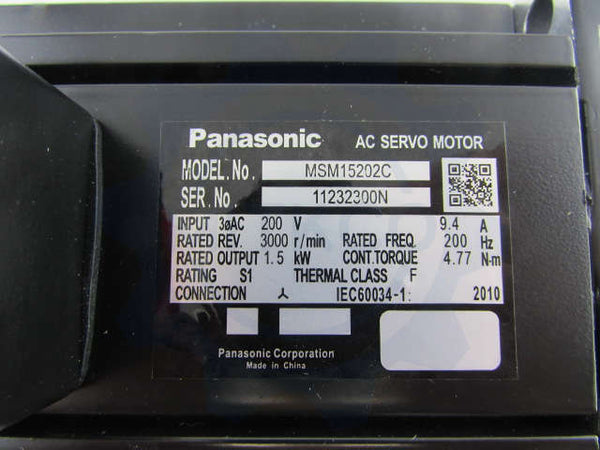 Panasonic AC SERVO MOTOR
MODEL.No. MSM15202C
SER.No. 11232300N
INPUT 3øAC 200 V 9.4 A
RATED REV. 3000 r/min RATED FREQ. 200 Hz
RATED OUTPUT 1.5 kW CONT.TORQUE 4.77 N-m
RATING S1 THERMAL CLASS F
CONNECTION ⅄ IEC60034-1: 2010
Panasonic Corporation
Made in China